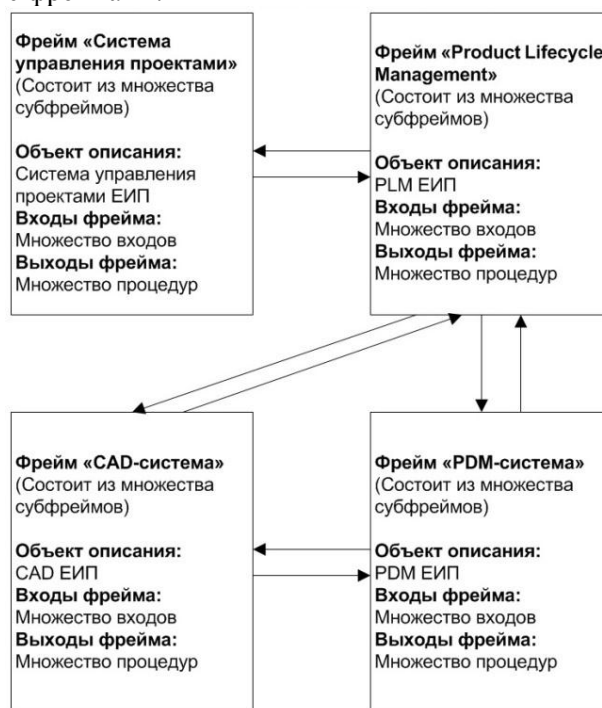 Фрейм «Система
управления проектами»
(Состоит из множества
субфреймов)
Объект описания:
Система управления
проектами ЕИП
Входы фрейма:
Множество входов
Выходы фрейма:
Множество процедур
Фрейм «Product Lifecycle
Management»
(Состоит из множества
субфреймов)
Объект описания:
PLM ЕИП
Входы фрейма:
Множество входов
Выходы фрейма:
Множество процедур
Фрейм «CAD-система»
(Состоит из множества
субфреймов)
Объект описания:
CAD ЕИП
Входы фрейма:
Множество входов
Выходы фрейма:
Множество процедур
Фрейм «PDM-система»
(Состоит из множества
субфреймов)
Объект описания:
PDM ЕИП
Входы фрейма:
Множество входов
Выходы фрейма:
Множество процедур